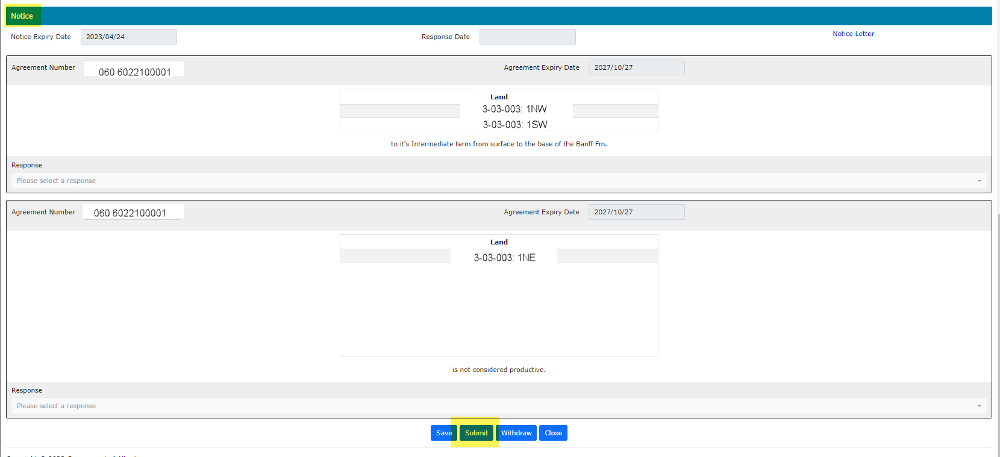 Notice
Notice Expiry Date 2023/04/24 Response Date Notice Letter
Agreement Number 060 6022100001 Agreement Expiry Date 2027/10/27
Land
3-03-003: 1NW
3-03-003: 1SW
to it's Intermediate term from surface to the base of the Banff Fm.
Response
Please select a response
Agreement Number 060 6022100001 Agreement Expiry Date 2027/10/27
Land
3-03-003: 1NE
is not considered productive.
Response
Please select a response
Save Submit Withdraw Close